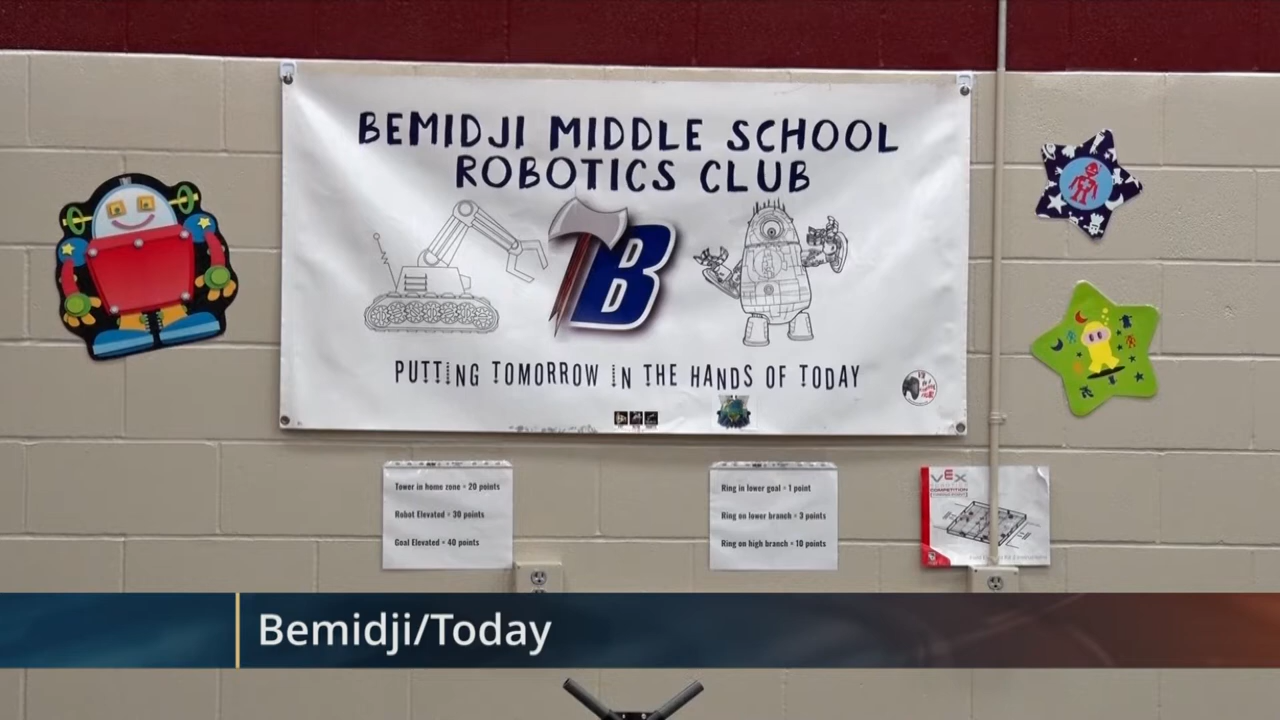 BEMIDJI MIDDLE SCHOOL
ROBOTICS CLUB
B
PUTTiNG TOMORROW iN THE HANDS OF TODAY
Tower in home zone = 20 points
Robot Elevated = 30 points
Goal Elevated = 40 points
Ring in lower goal = 1 point
Ring on lower branch = 3 points
Ring on high branch = 10 points
VEX
Bemidji/Today